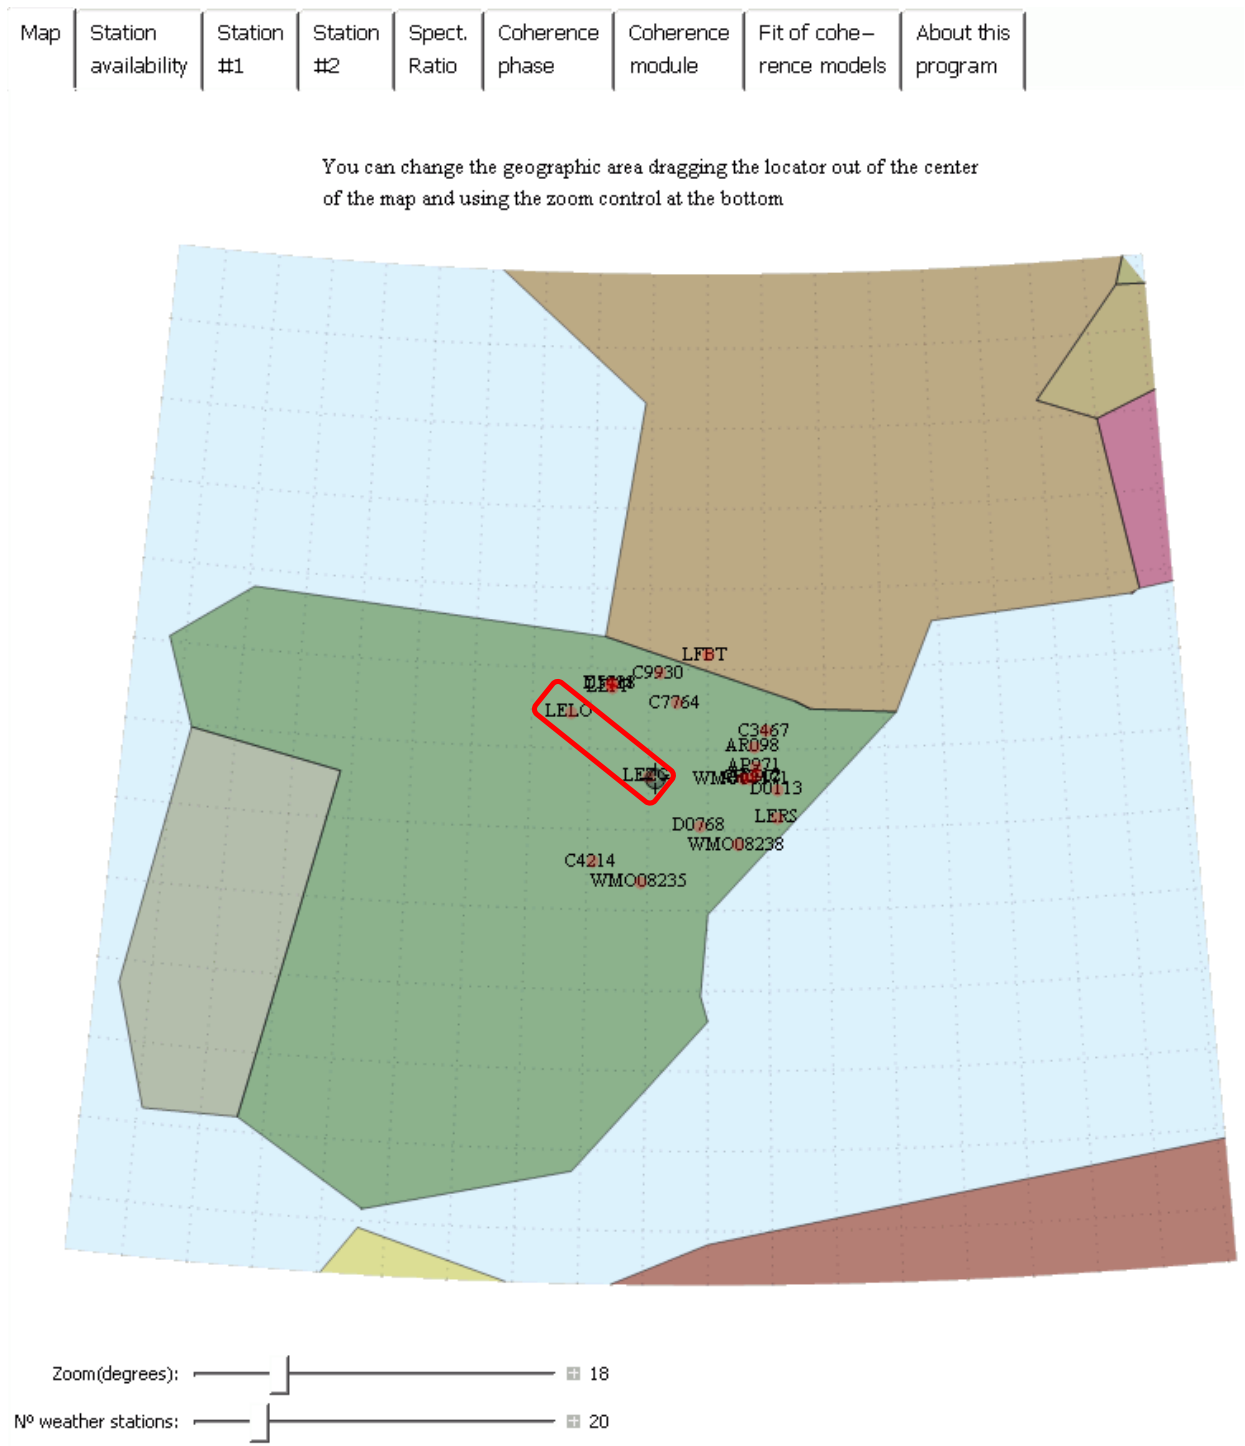 Map
Station
availability
Station
#1
Station
#2
Spect.
Ratio
Coherence
phase
Coherence
module
Fit of cohe–
rence models
About this
program
You can change the geographic area dragging the locator out of the center
of the map and using the zoom control at the bottom
LFBT
C9930
C7764
LELO
C3467
AR098
AP971
D0113
LERS
D0768
WMO08238
C4214
WMO08235
Zoom(degrees): 18
Nº weather stations: 20